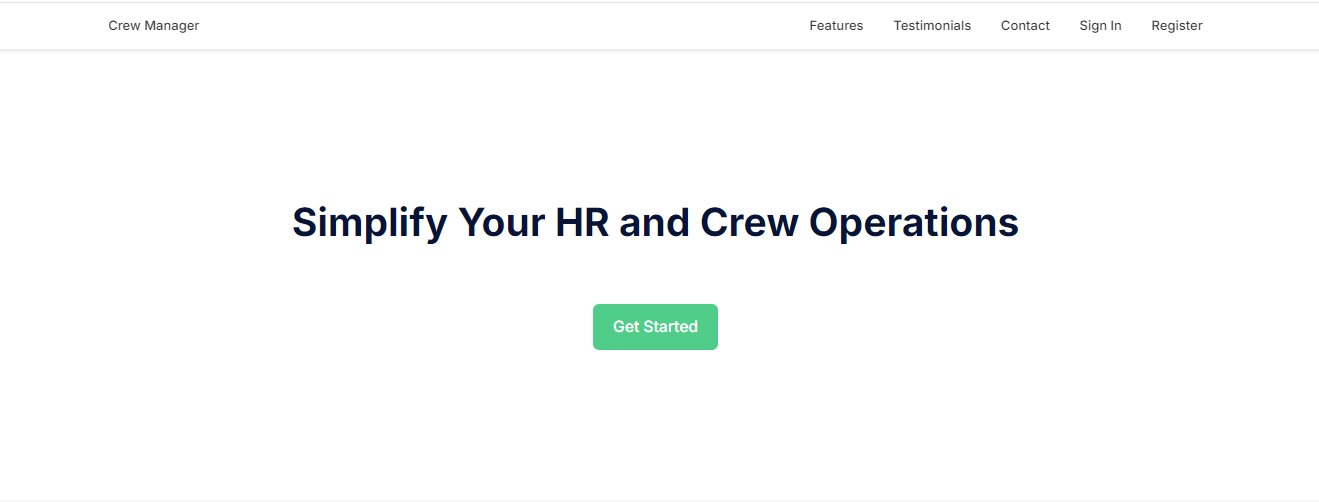 Crew Manager Features Testimonials Contact Sign In Register
Simplify Your HR and Crew Operations
Get Started